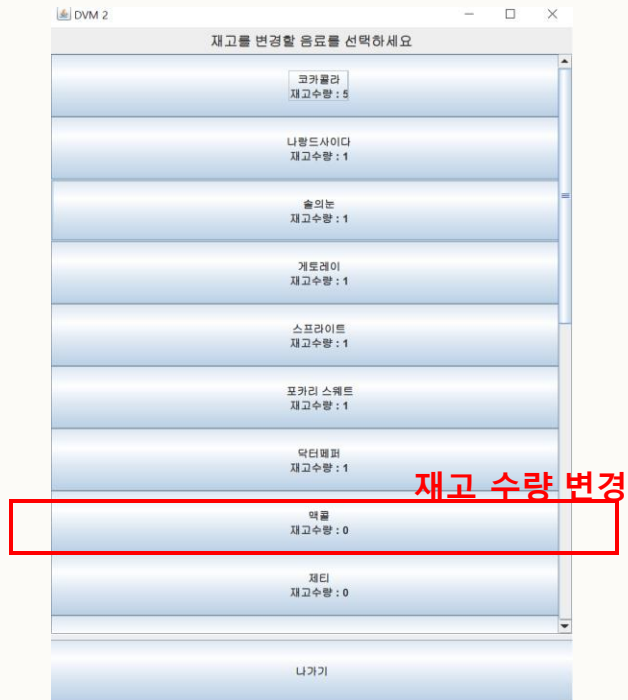 DVM 2
재고를 변경할 음료를 선택하세요
코카콜라
재고수량 : 5
나랑드사이다
재고수량 : 1
솔의눈
재고수량 : 1
게토레이
재고수량 : 1
스프라이트
재고수량 : 1
포카리 스웨트
재고수량 : 1
닥터페퍼
재고수량 : 1
재고 수량 변경
맥콜
재고수량 : 0
제티
재고수량 : 0
나가기